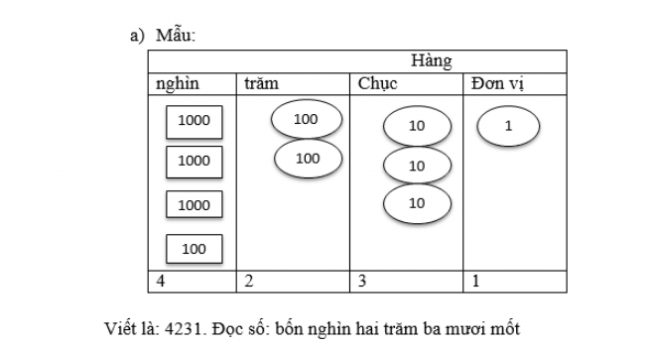 a) Mẫu:
Hàng
nghìn trăm Chục Đơn vị
1000 100 10 1
1000 100 10
1000 10
100
4 2 3 1
Viết là: 4231. Đọc số: bốn nghìn hai trăm ba mươi mốt